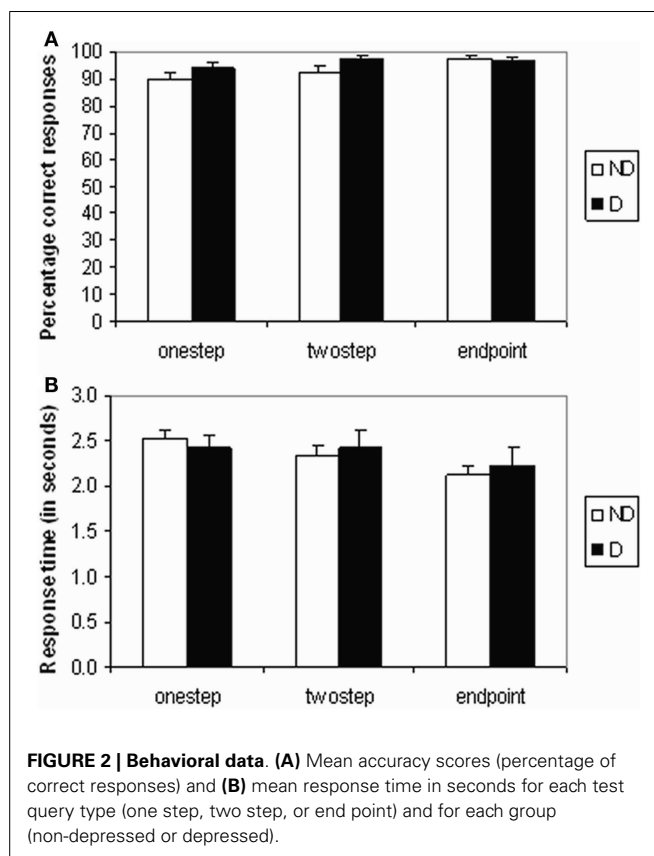 A
Percentage correct responses
100
90
80
70
60
50
40
30
20
10
0
onestep twostep endpoint
ND
D
B
Response time (in seconds)
3.0
2.5
2.0
1.5
1.0
0.5
0.0
onestep twostep endpoint
ND
D
FIGURE 2 | Behavioral data. (A) Mean accuracy scores (percentage of
correct responses) and (B) mean response time in seconds for each test
query type (one step, two step, or end point) and for each group
(non-depressed or depressed).